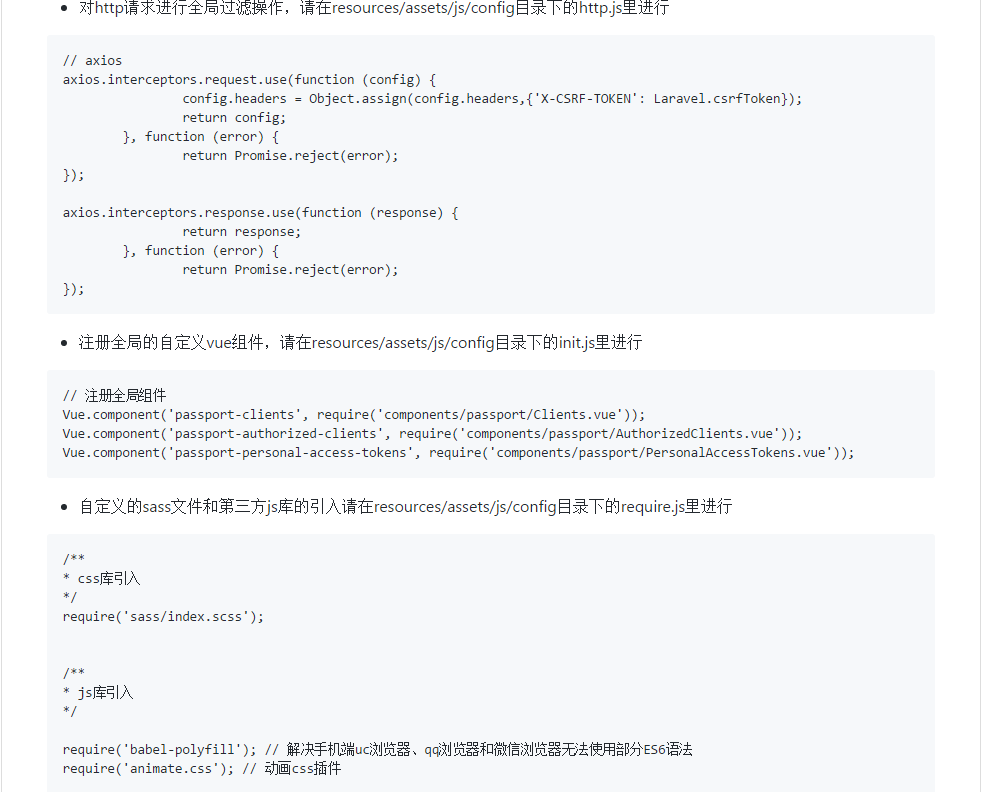 • 对http请求进行全局过滤操作，请在resources/assets/js/config目录下的http.js里进行
// axios
axios.interceptors.request.use(function (config) {
                config.headers = Object.assign(config.headers,{'X-CSRF-TOKEN': Laravel.csrfToken});
                return config;
        }, function (error) {
                return Promise.reject(error);
});
axios.interceptors.response.use(function (response) {
                return response;
        }, function (error) {
                return Promise.reject(error);
});
• 注册全局的自定义vue组件，请在resources/assets/js/config目录下的init.js里进行
// 注册全局组件
Vue.component('passport-clients', require('components/passport/Clients.vue'));
Vue.component('passport-authorized-clients', require('components/passport/AuthorizedClients.vue'));
Vue.component('passport-personal-access-tokens', require('components/passport/PersonalAccessTokens.vue'));
• 自定义的sass文件和第三方js库的引入请在resources/assets/js/config目录下的require.js里进行
/**
* css库引入
*/
require('sass/index.scss');
/**
* js库引入
*/
require('babel-polyfill'); // 解决手机端uc浏览器、qq浏览器和微信浏览器无法使用部分ES6语法
require('animate.css'); // 动画css插件